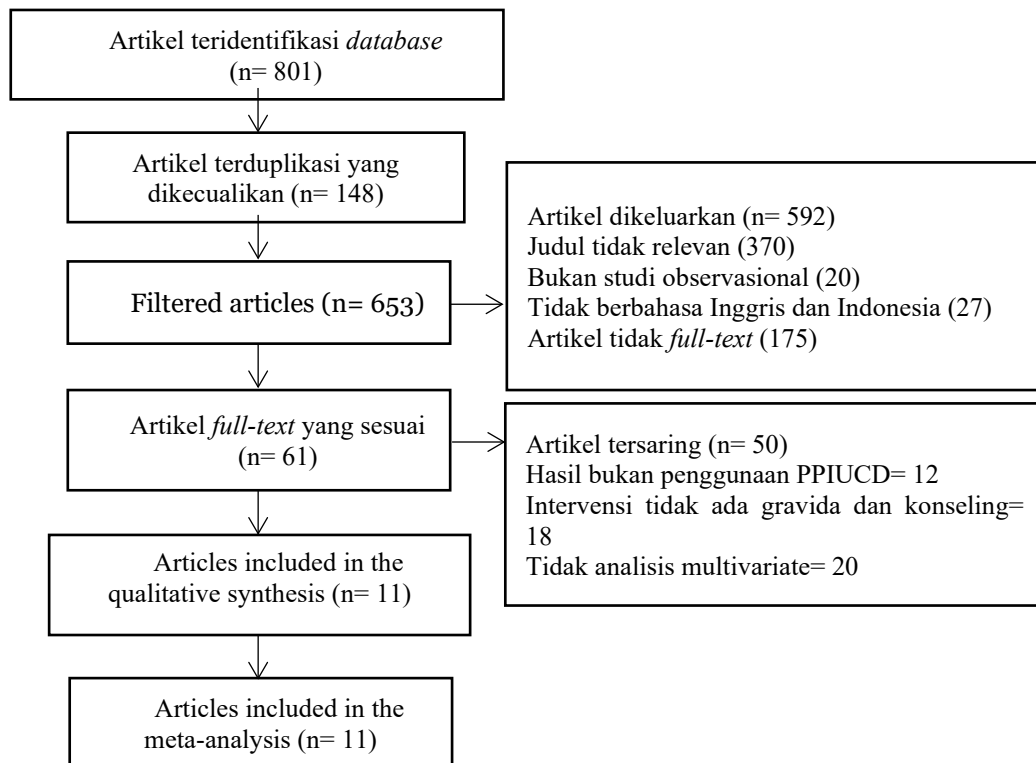 Artikel teridentifikasi database
(n= 801)
Artikel terduplikasi yang
dikecualikan (n= 148)
Filtered articles (n= 653)
Artikel dikeluarkan (n= 592)
Judul tidak relevan (370)
Bukan studi observasional (20)
Tidak berbahasa Inggris dan Indonesia (27)
Artikel tidak full-text (175)
Artikel full-text yang sesuai
(n= 61)
Artikel tersaring (n= 50)
Hasil bukan penggunaan PPIUCD= 12
Intervensi tidak ada gravida dan konseling=
18
Tidak analisis multivariate= 20
Articles included in the
qualitative synthesis (n= 11)
Articles included in the
meta-analysis (n= 11)